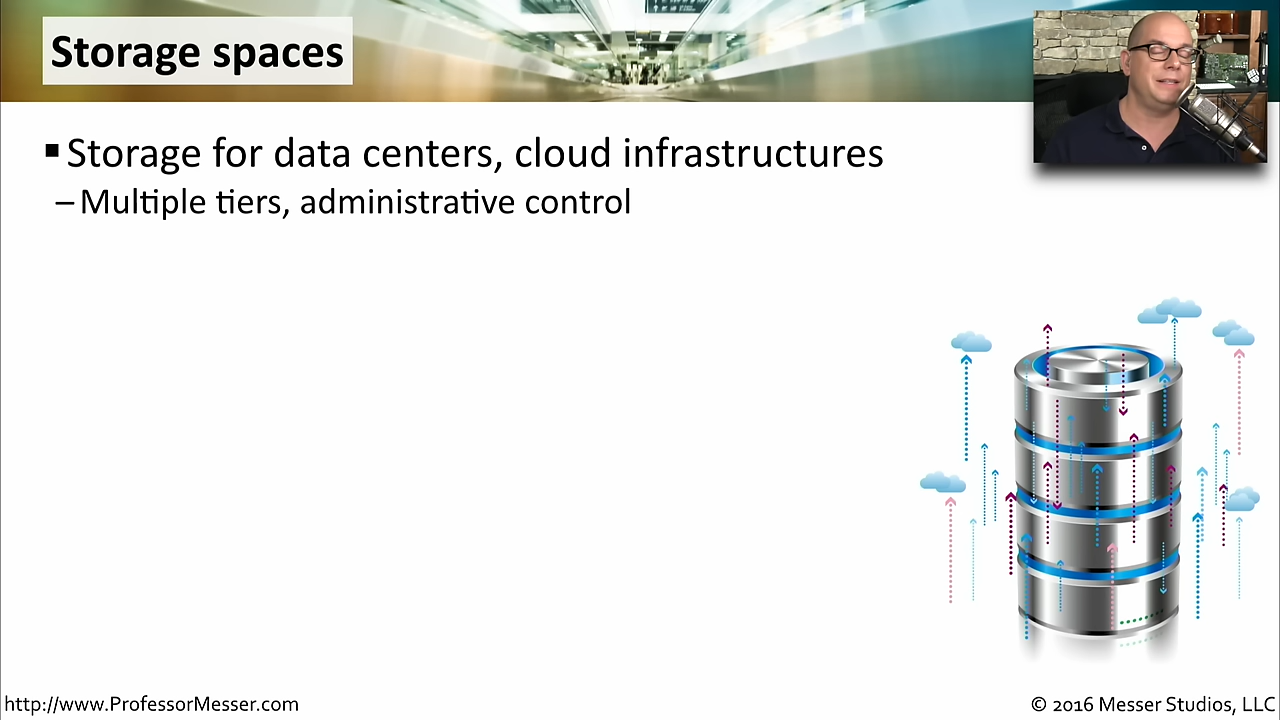 Storage spaces
▪ Storage for data centers, cloud infrastructures
– Multiple tiers, administrative control
http://www.ProfessorMesser.com
© 2016 Messer Studios, LLC